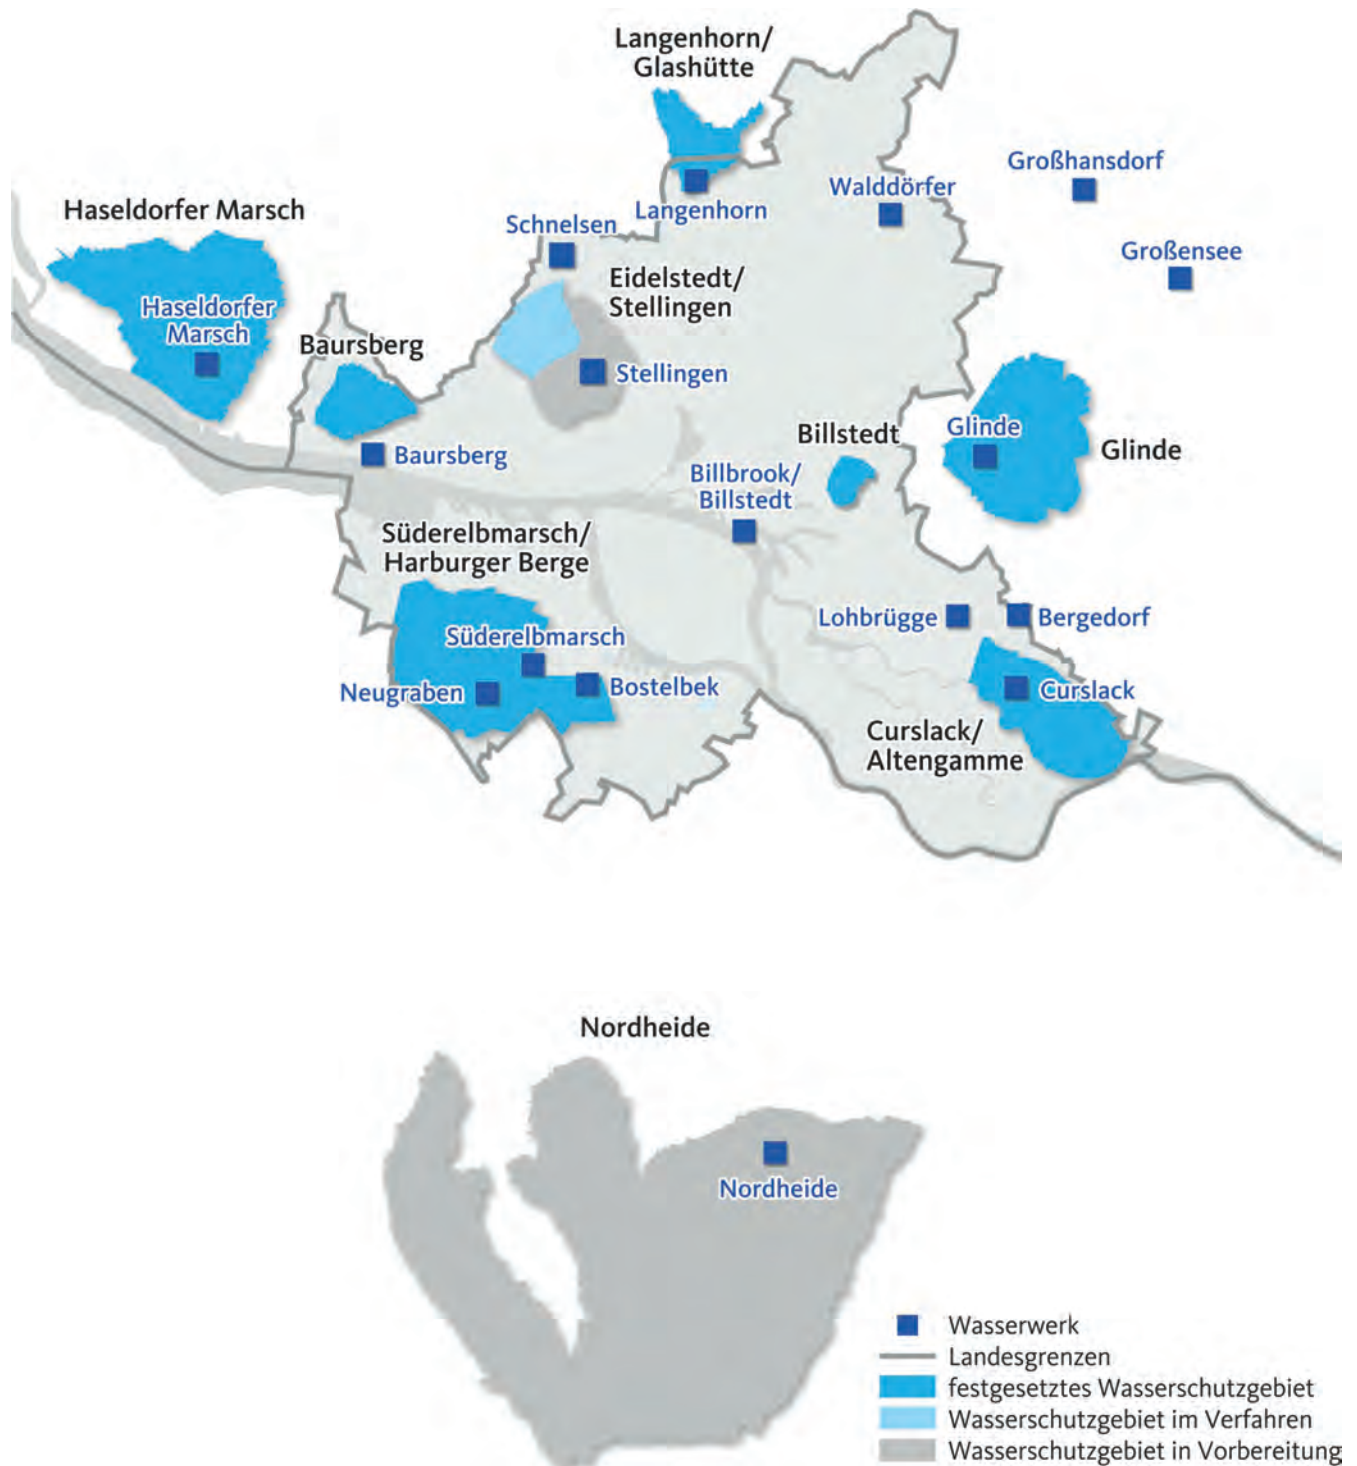 Langenhorn/
Glashütte
Großhansdorf
Walddörfer
Haseldorfer Marsch
Langenhorn
Schnelsen
Großensee
Eidelstedt/
Stellingen
Haseldorfer
Marsch
Baursberg
Stellingen
Glinde
Billstedt
Glinde
Baursberg
Billbrook/
Billstedt
Süderelbmarsch/
Harburger Berge
Lohbrügge
Bergedorf
Süderelbmarsch
Neugraben
Bostelbek
Curslack
Curslack/
Altengamme
Nordheide
Nordheide
Wasserwerk
Landesgrenzen
festgesetztes Wasserschutzgebiet
Wasserschutzgebiet im Verfahren
Wasserschutzgebiet in Vorbereitung